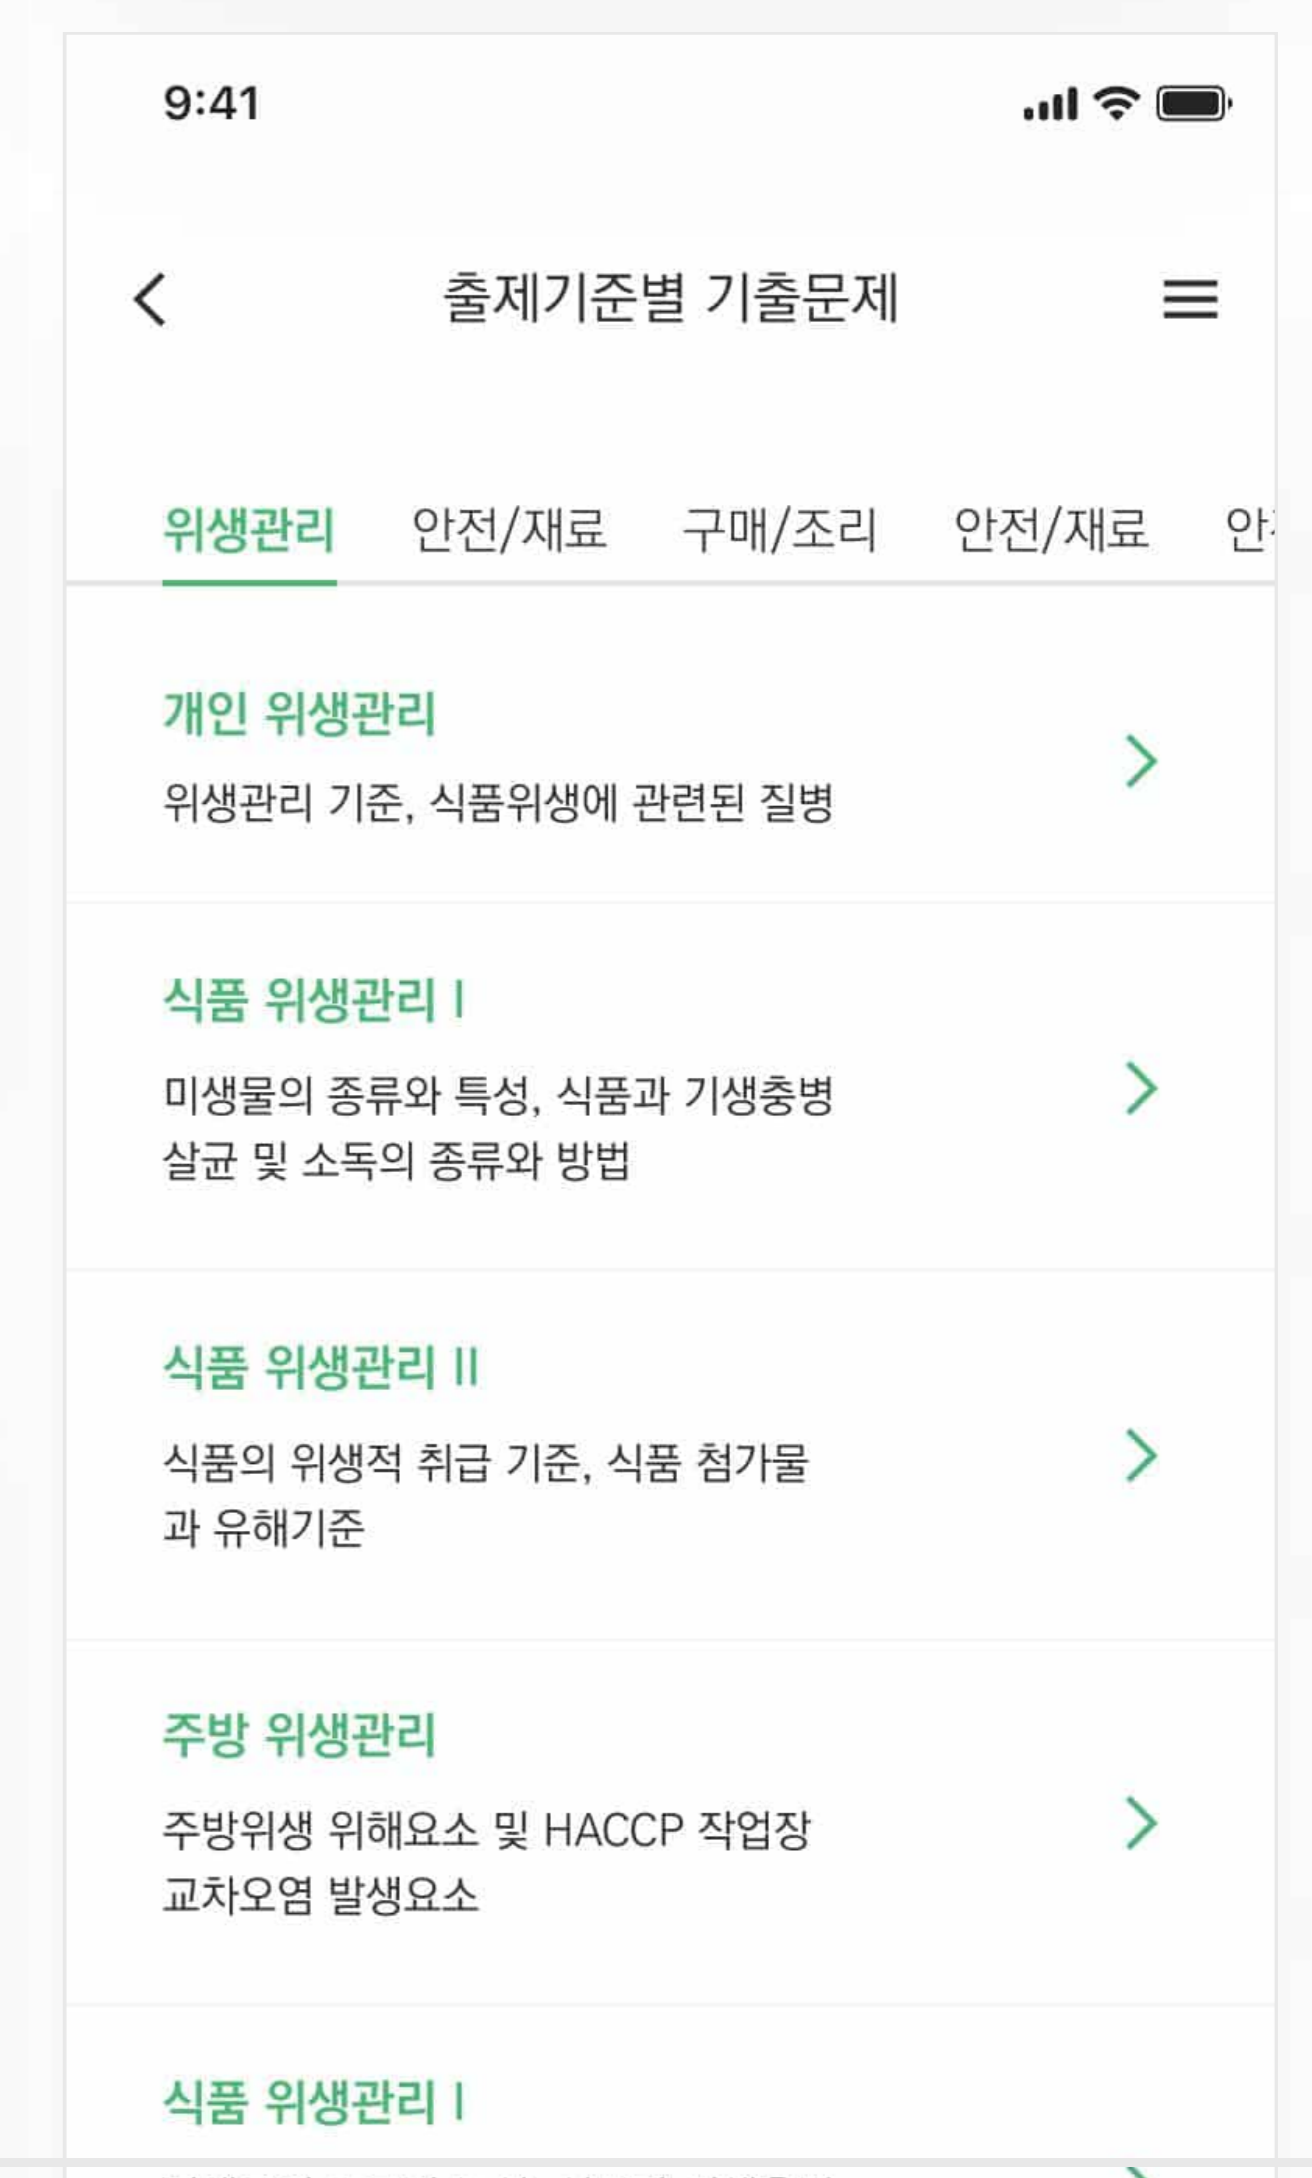 9:41
출제기준별 기출문제
위생관리 안전/재료 구매/조리 안전/재료
개인 위생관리
위생관리 기준, 식품위생에 관련된 질병
식품 위생관리 I
미생물의 종류와 특성, 식품과 기생충병
살균 및 소독의 종류와 방법
식품 위생관리 II
식품의 위생적 취급 기준, 식품 첨가물
과 유해기준
주방 위생관리
주방위생 위해요소 및 HACCP 작업장
교차오염 발생요소
식품 위생관리 I